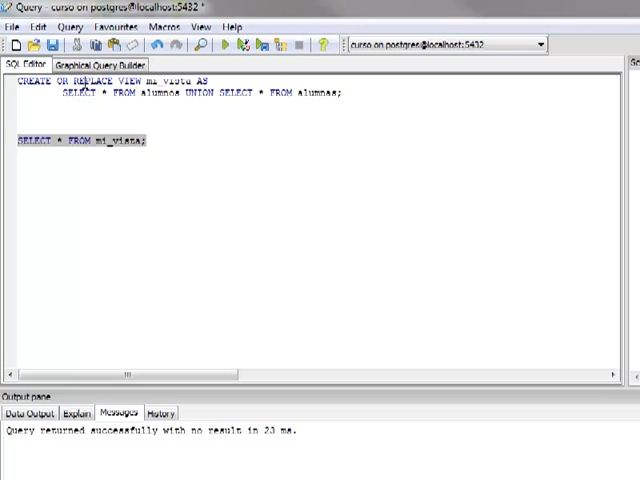 Query - curso on postgres@localhost:5432 *
File Edit Query Favourites Macros View Help
curso on postgres@localhost:5432
SQL Editor Graphical Query Builder
CREATE OR REPLACE VIEW mi_vista AS
SELECT * FROM alumnos UNION SELECT * FROM alumnas;
SELECT * FROM mi_vista;
Output pane
Data Output Explain Messages History
Query returned successfully with no result in 23 ms.